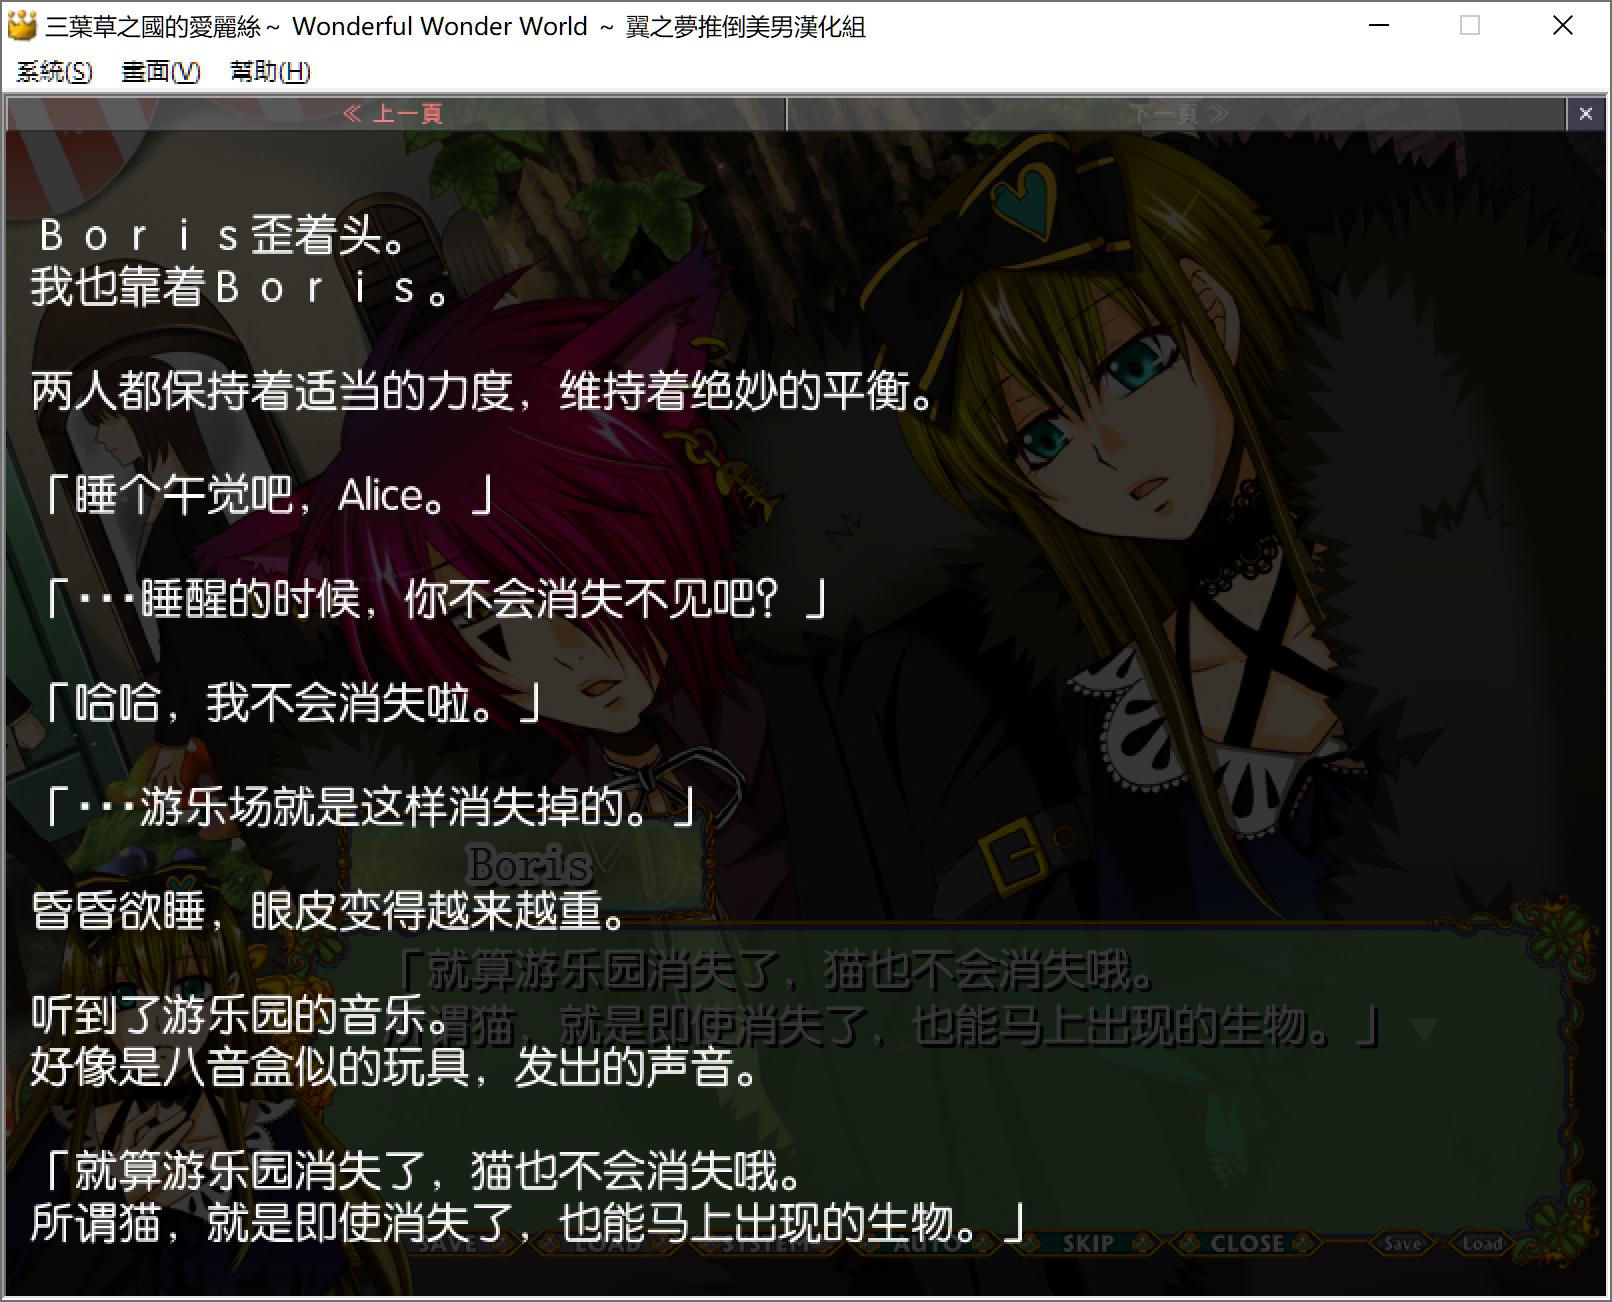 三葉草之國的愛麗絲～ Wonderful Wonder World ～ 翼之夢推倒美男漢化組
系統(S) 畫面(V) 幫助(H)
≪ 上一頁 下一頁 ≫
Ｂｏｒｉｓ歪着头。
我也靠着Ｂｏｒｉｓ。
两人都保持着适当的力度，维持着绝妙的平衡。
「睡个午觉吧，Alice。」
「···睡醒的时候，你不会消失不见吧？」
「哈哈，我不会消失啦。」
「···游乐场就是这样消失掉的。」
Boris
昏昏欲睡，眼皮变得越来越重。
「就算游乐园消失了，猫也不会消失哦。
所谓猫，就是即使消失了，也能马上出现的生物。」
听到了游乐园的音乐。
好像是八音盒似的玩具，发出的声音。
「就算游乐园消失了，猫也不会消失哦。
所谓猫，就是即使消失了，也能马上出现的生物。」
SAVE LOAD SYSTEM AUTO SKIP CLOSE Save Load